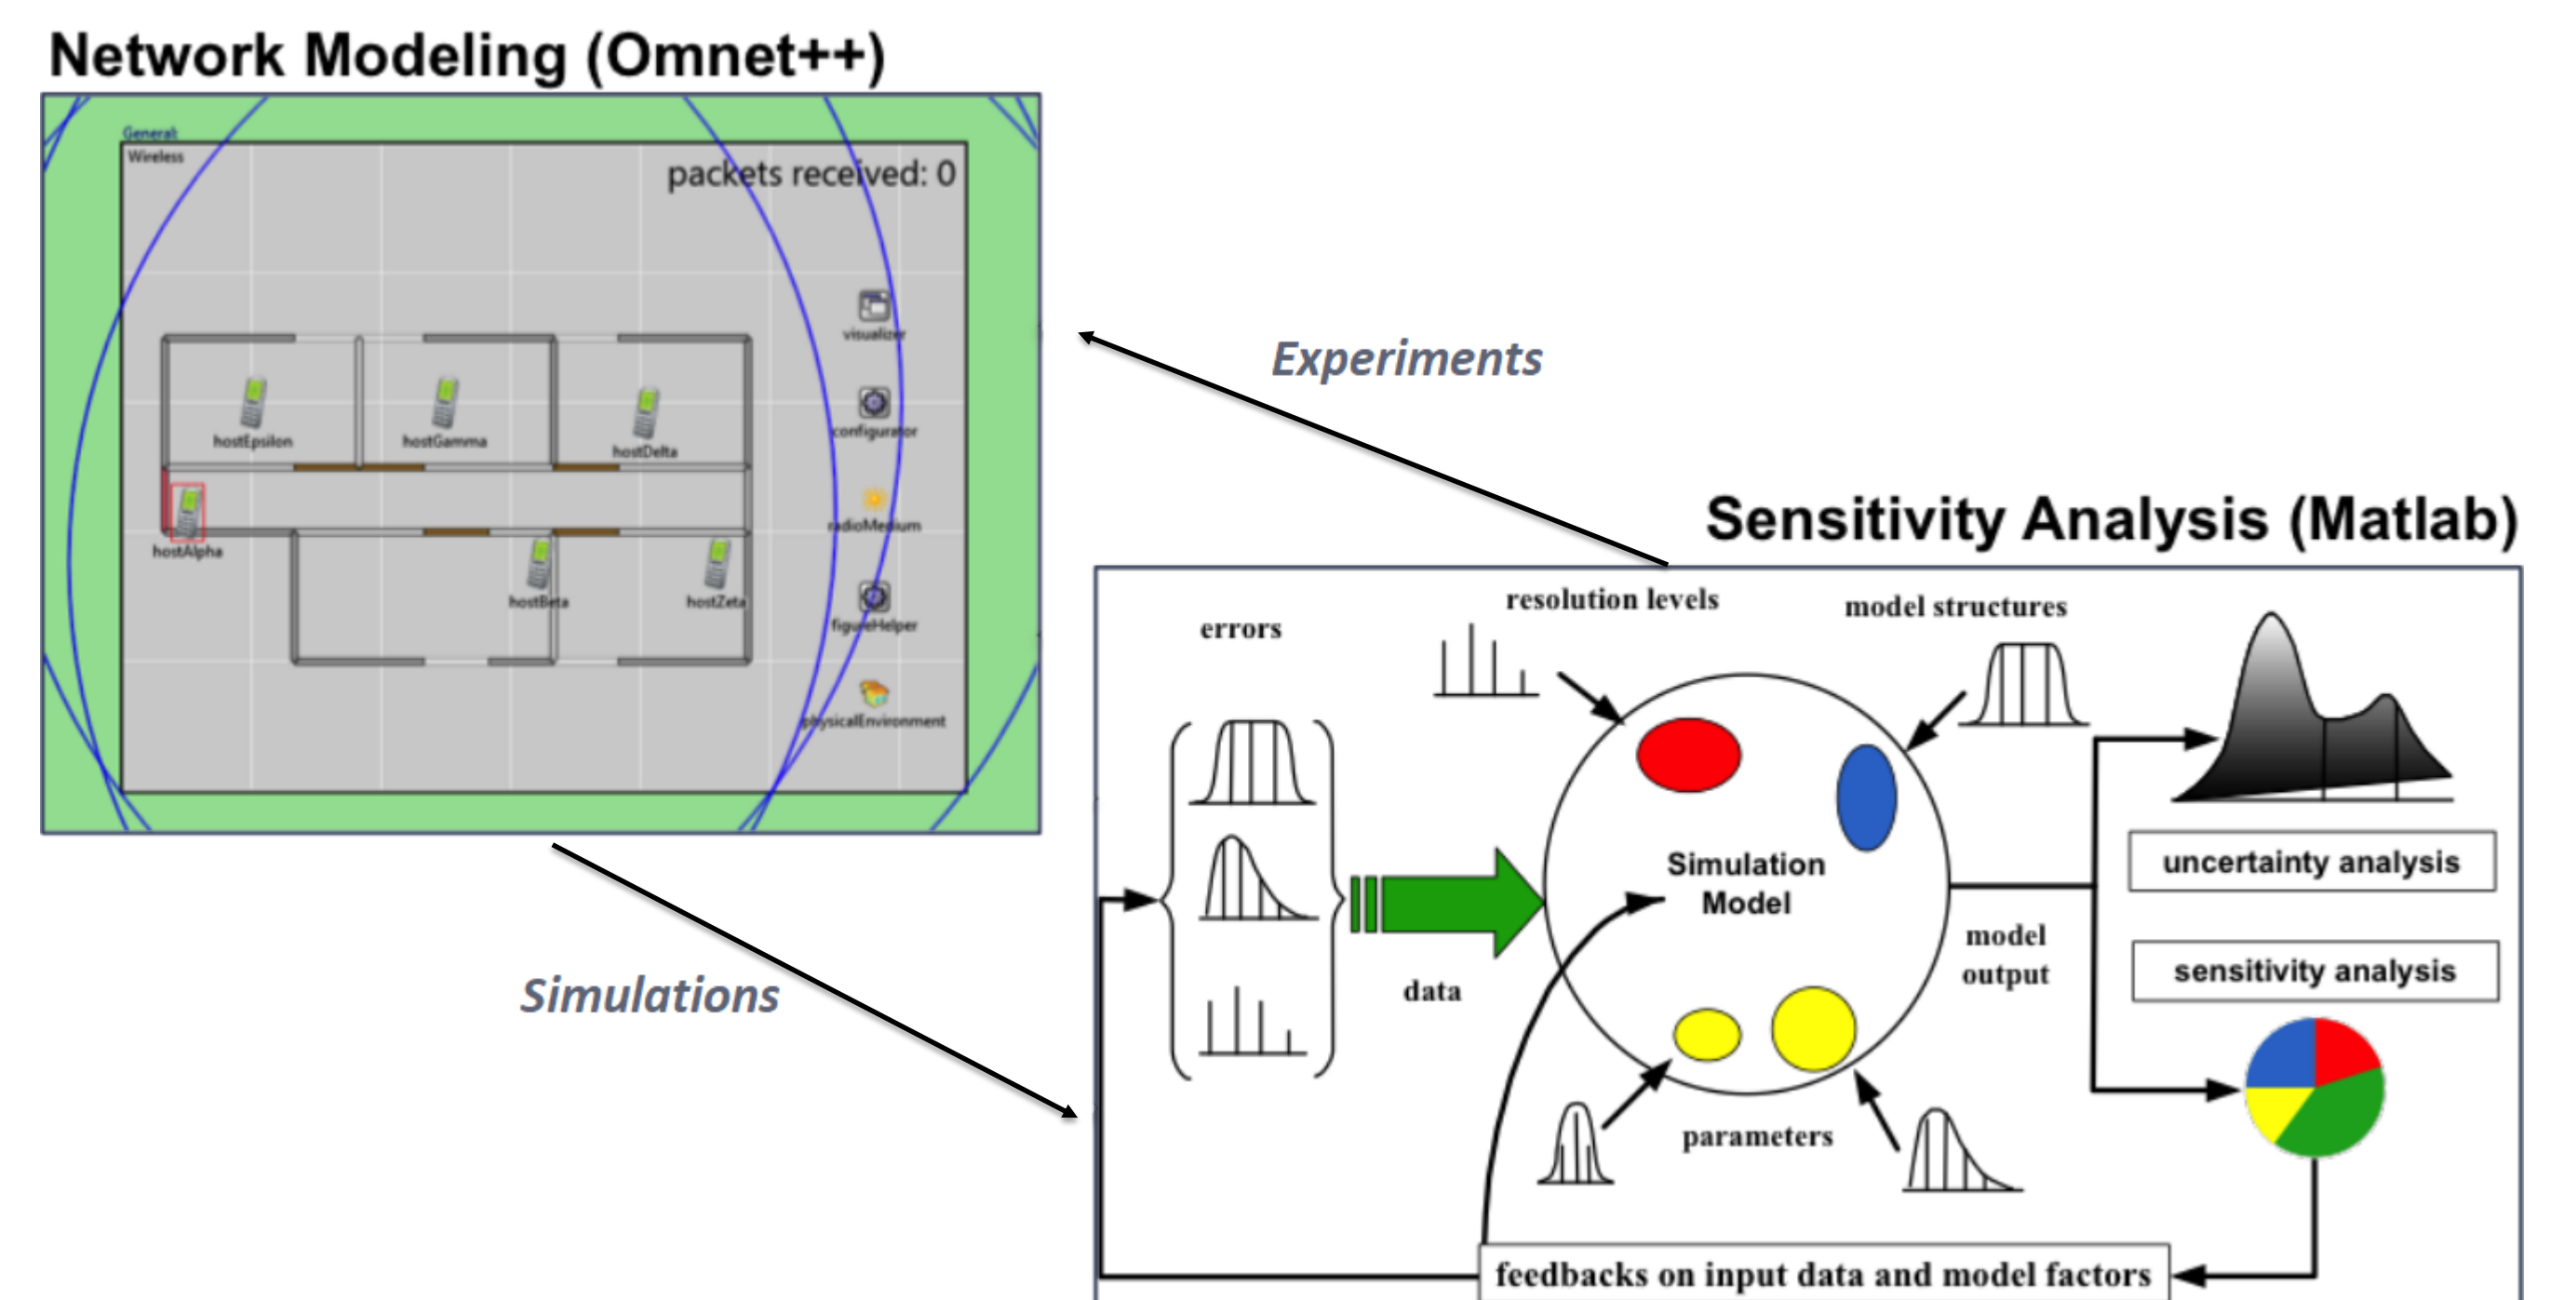 Network Modeling (Omnet++)
General:
Wireless
packets received: 0
visualizer
configurator
hostEpsilon
hostGamma
hostDelta
radioMedium
hostAlpha
hostBeta
hostZeta
figureHelper
physicalEnvironment
Experiments
Simulations
Sensitivity Analysis (Matlab)
resolution levels
model structures
errors
Simulation
Model
uncertainty analysis
model
output
sensitivity analysis
data
parameters
feedbacks on input data and model factors